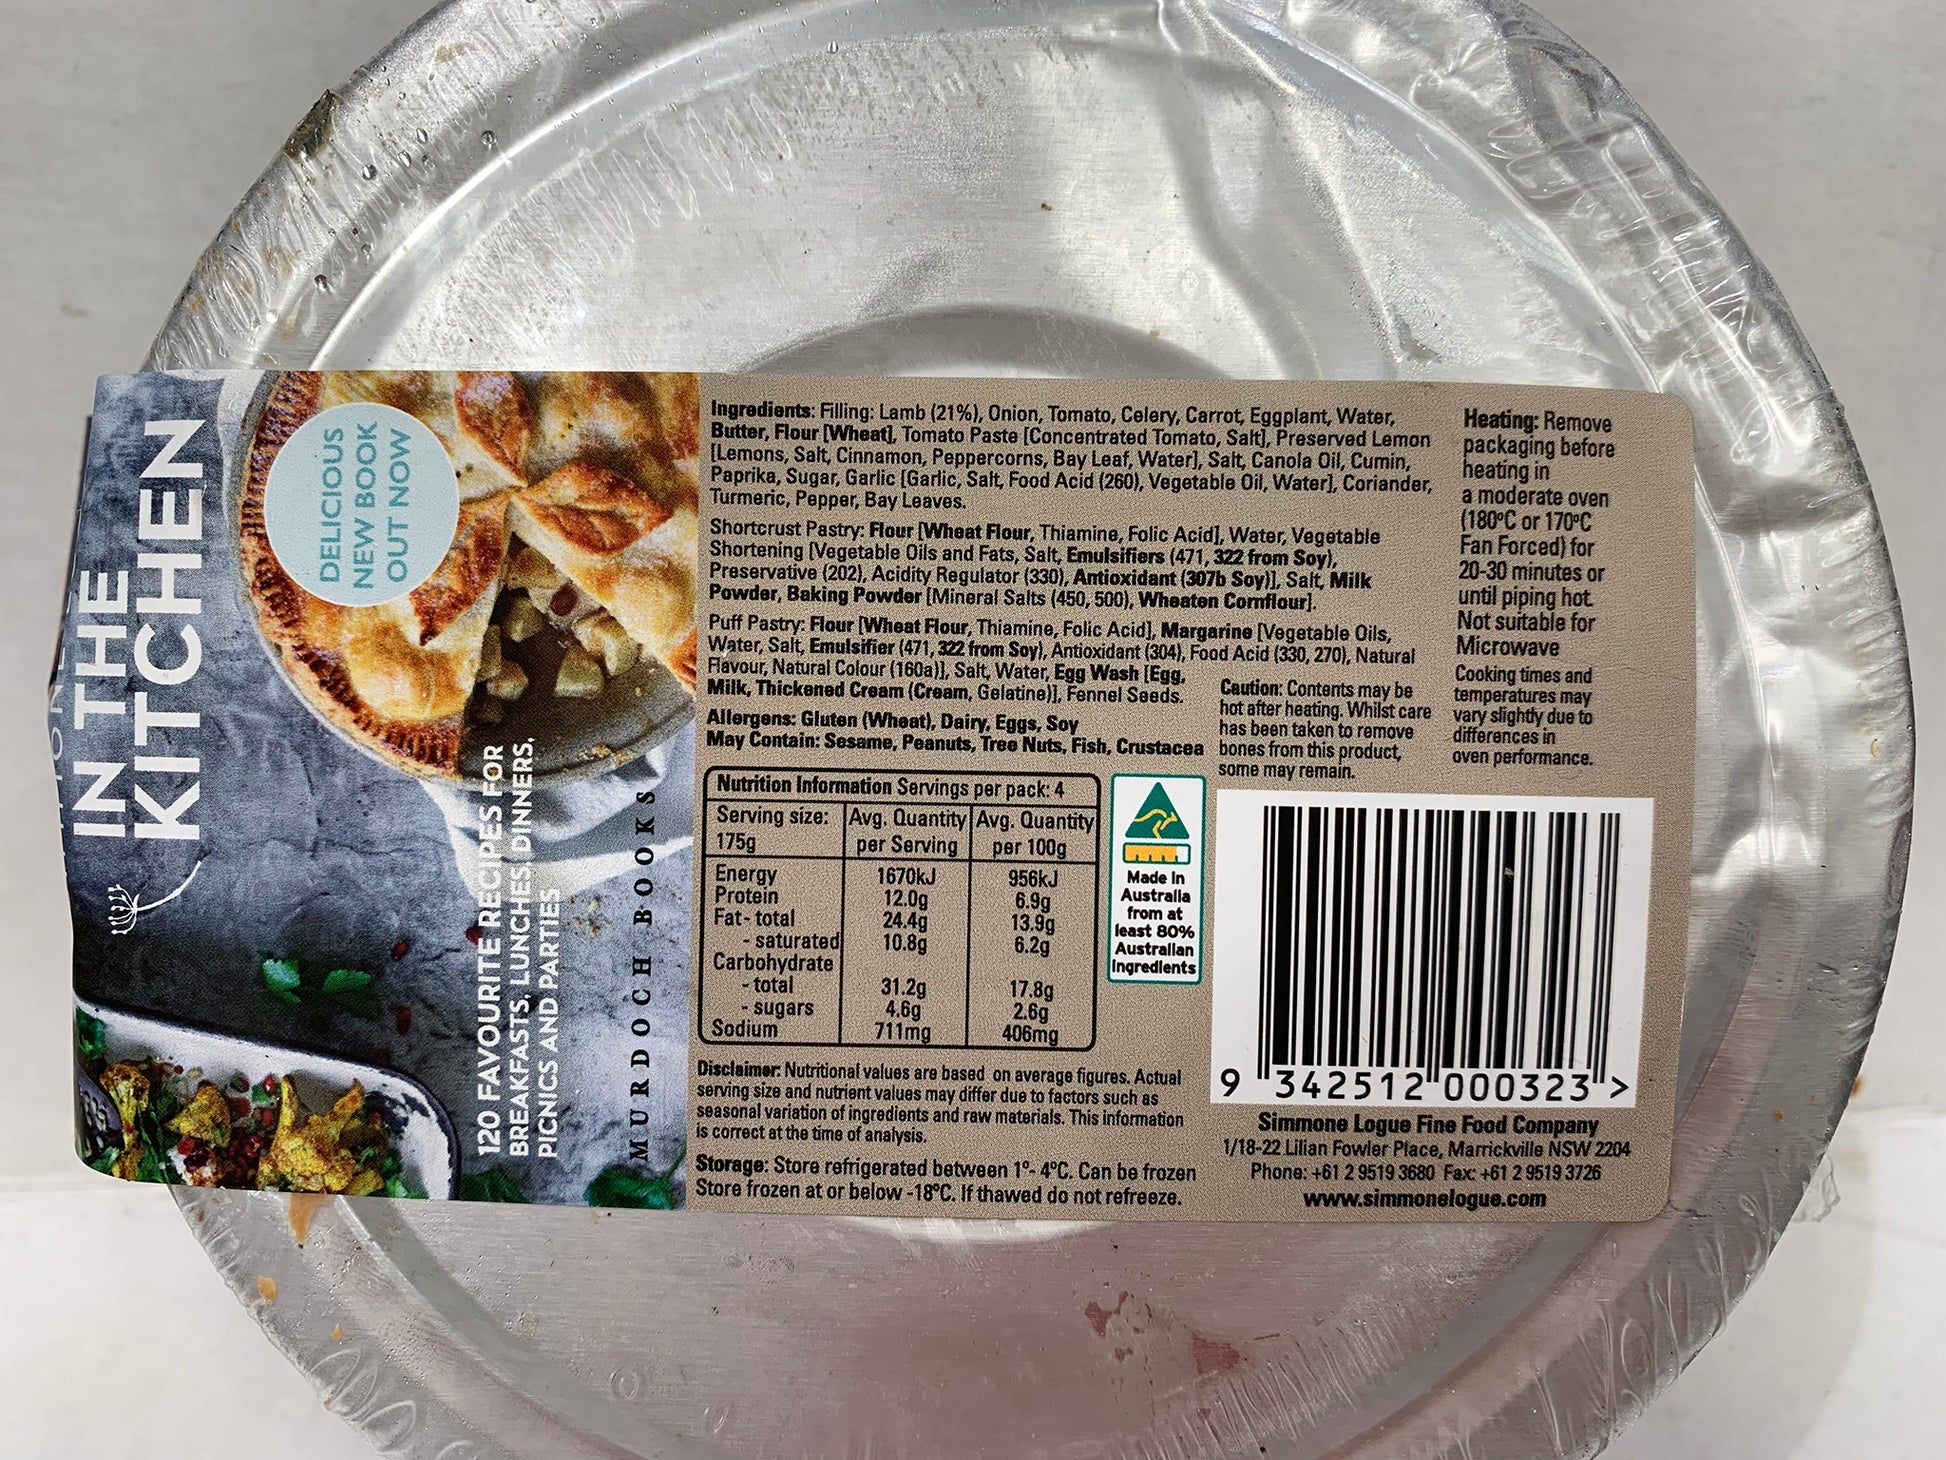 IN THE
KITCHEN
DELICIOUS
NEW BOOK
OUT NOW
120 FAVOURITE RECIPES FOR
BREAKFASTS, LUNCHES, DINNERS,
PICNICS AND PARTIES
MURDOCH BOOKS
Ingredients: Filling: Lamb (21%), Onion, Tomato, Celery, Carrot, Eggplant, Water,
Butter, Flour [Wheat], Tomato Paste [Concentrated Tomato, Salt], Preserved Lemon
[Lemons, Salt, Cinnamon, Peppercorns, Bay Leaf, Water], Salt, Canola Oil, Cumin,
Paprika, Sugar, Garlic [Garlic, Salt, Food Acid (260), Vegetable Oil, Water], Coriander,
Turmeric, Pepper, Bay Leaves.
Shortcrust Pastry: Flour [Wheat Flour, Thiamine, Folic Acid], Water, Vegetable
Shortening [Vegetable Oils and Fats, Salt, Emulsifiers (471, 322 from Soy),
Preservative (202), Acidity Regulator (330), Antioxidant (307b Soy)], Salt, Milk
Powder, Baking Powder [Mineral Salts (450, 500), Wheaten Cornflour].
Puff Pastry: Flour [Wheat Flour, Thiamine, Folic Acid], Margarine [Vegetable Oils,
Water, Salt, Emulsifier (471, 322 from Soy), Antioxidant (304), Food Acid (330, 270), Natural
Flavour, Natural Colour (160a)], Salt, Water, Egg Wash [Egg,
Milk, Thickened Cream (Cream, Gelatine)], Fennel Seeds.
Allergens: Gluten (Wheat), Dairy, Eggs, Soy
May Contain: Sesame, Peanuts, Tree Nuts, Fish, Crustacea
Nutrition Information Servings per pack: 4
Serving size: Avg. Quantity Avg. Quantity
175g per Serving per 100g
Energy 1670kJ 956kJ
Protein 12.0g 6.9g
Fat- total 24.4g 13.9g
- saturated 10.8g 6.2g
Carbohydrate
- total 31.2g 17.8g
- sugars 4.6g 2.6g
Sodium 711mg 406mg
Made in
Australia
from at
least 80%
Australian
ingredients
Disclaimer: Nutritional values are based on average figures. Actual
serving size and nutrient values may differ due to factors such as
seasonal variation of ingredients and raw materials. This information
is correct at the time of analysis.
Storage: Store refrigerated between 1º- 4ºC. Can be frozen
Store frozen at or below -18ºC. If thawed do not refreeze.
Heating: Remove
packaging before
heating in
a moderate oven
(180ºC or 170ºC
Fan Forced) for
20-30 minutes or
until piping hot.
Not suitable for
Microwave
Cooking times and
temperatures may
vary slightly due to
differences in
oven performance.
Caution: Contents may be
hot after heating. Whilst care
has been taken to remove
bones from this product,
some may remain.
9 342512 000323 >
Simmone Logue Fine Food Company
1/18-22 Lilian Fowler Place, Marrickville NSW 2204
Phone: +61 2 9519 3680 Fax: +61 2 9519 3726
www.simmonelogue.com